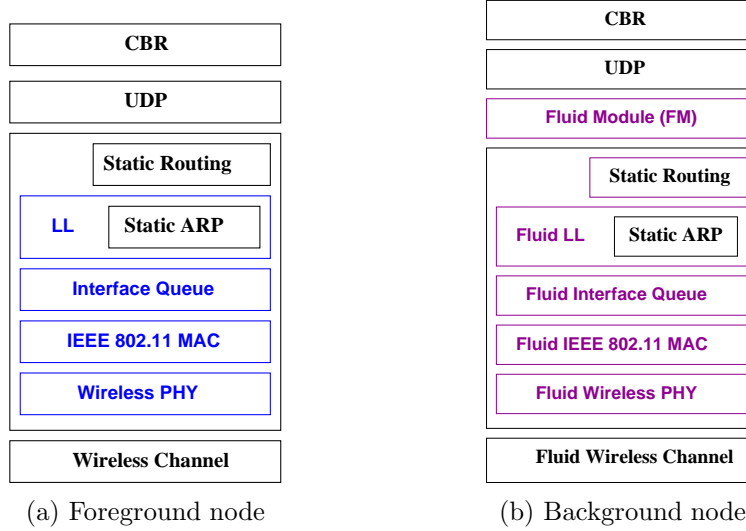 CBR
UDP
Static Routing
LL
Static ARP
Interface Queue
IEEE 802.11 MAC
Wireless PHY
Wireless Channel
(a) Foreground node
CBR
UDP
Fluid Module (FM)
Static Routing
Fluid LL
Static ARP
Fluid Interface Queue
Fluid IEEE 802.11 MAC
Fluid Wireless PHY
Fluid Wireless Channel
(b) Background node